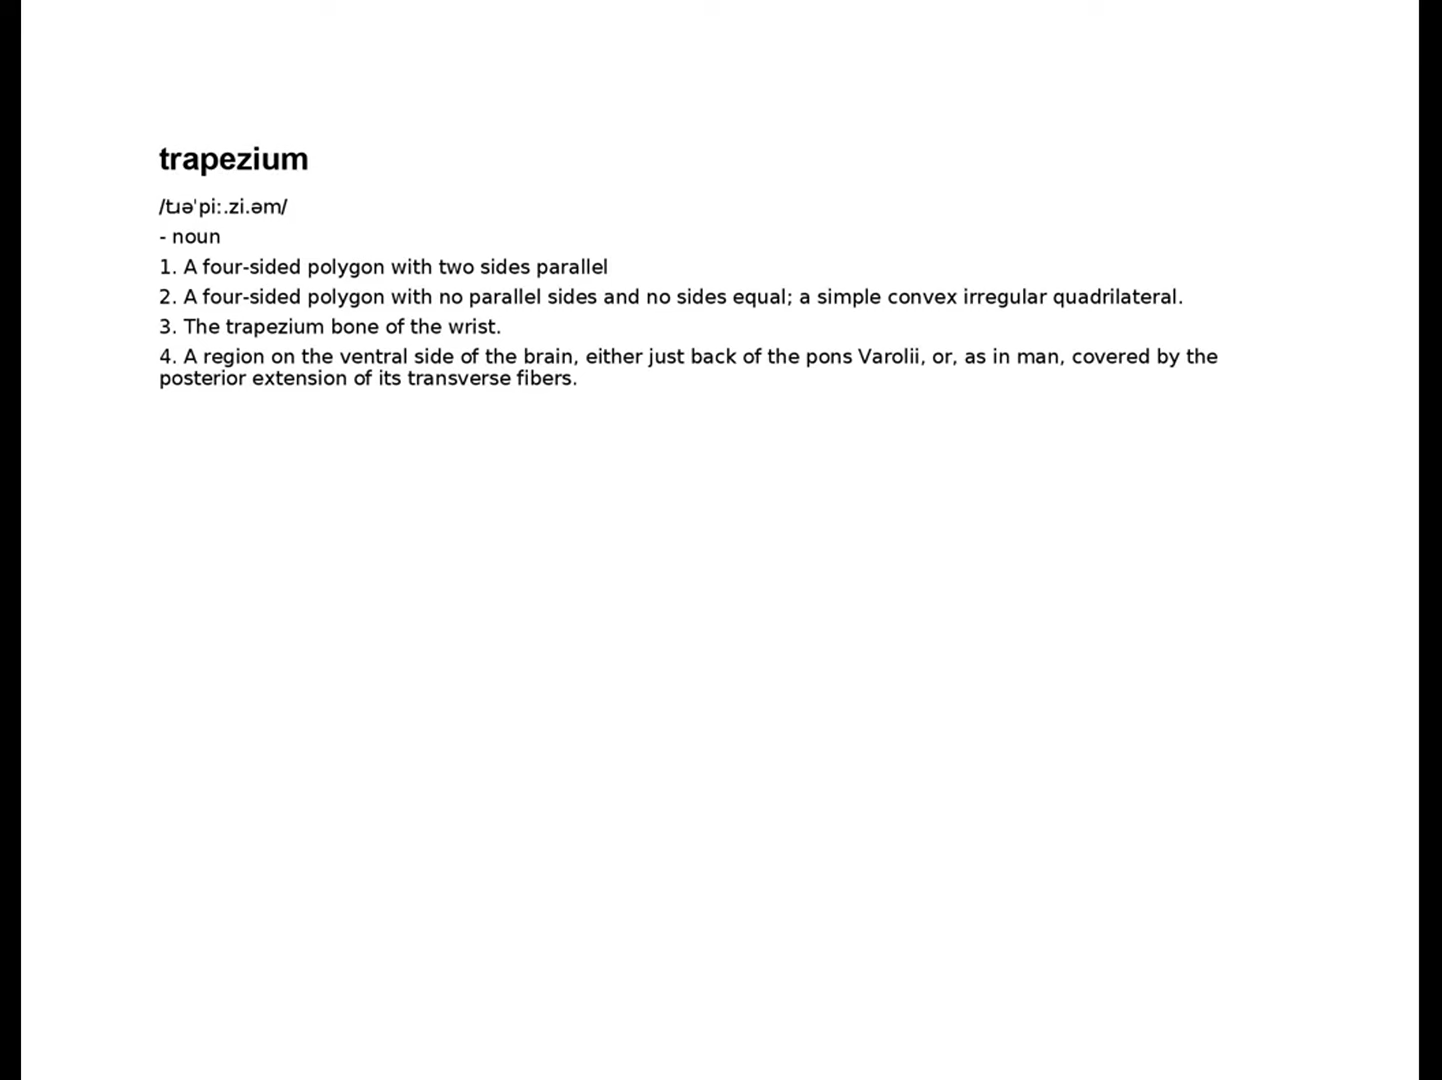 trapezium
/tɹəˈpiː.zi.əm/
- noun
1. A four-sided polygon with two sides parallel
2. A four-sided polygon with no parallel sides and no sides equal; a simple convex irregular quadrilateral.
3. The trapezium bone of the wrist.
4. A region on the ventral side of the brain, either just back of the pons Varolii, or, as in man, covered by the
posterior extension of its transverse fibers.